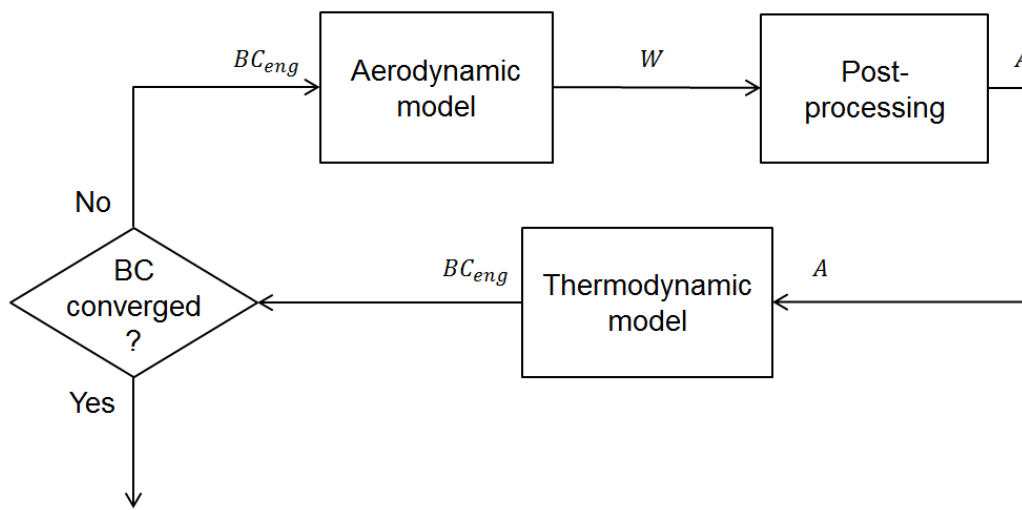 BC_eng
Aerodynamic
model
W
Post-
processing
A
No
BC
converged
?
BC_eng
Thermodynamic
model
A
Yes